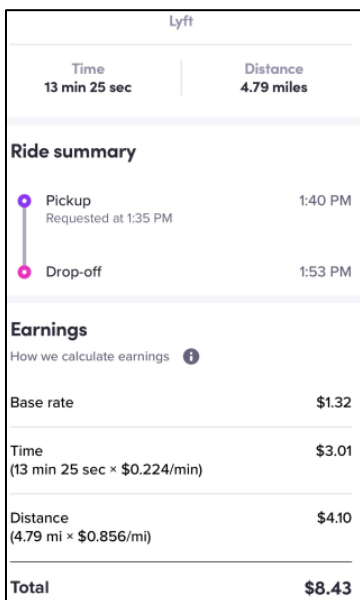 Lyft
Time Distance
13 min 25 sec 4.79 miles
Ride summary
Pickup 1:40 PM
Requested at 1:35 PM
Drop-off 1:53 PM
Earnings
How we calculate earnings i
Base rate $1.32
Time $3.01
(13 min 25 sec × $0.224/min)
Distance $4.10
(4.79 mi × $0.856/mi)
Total $8.43